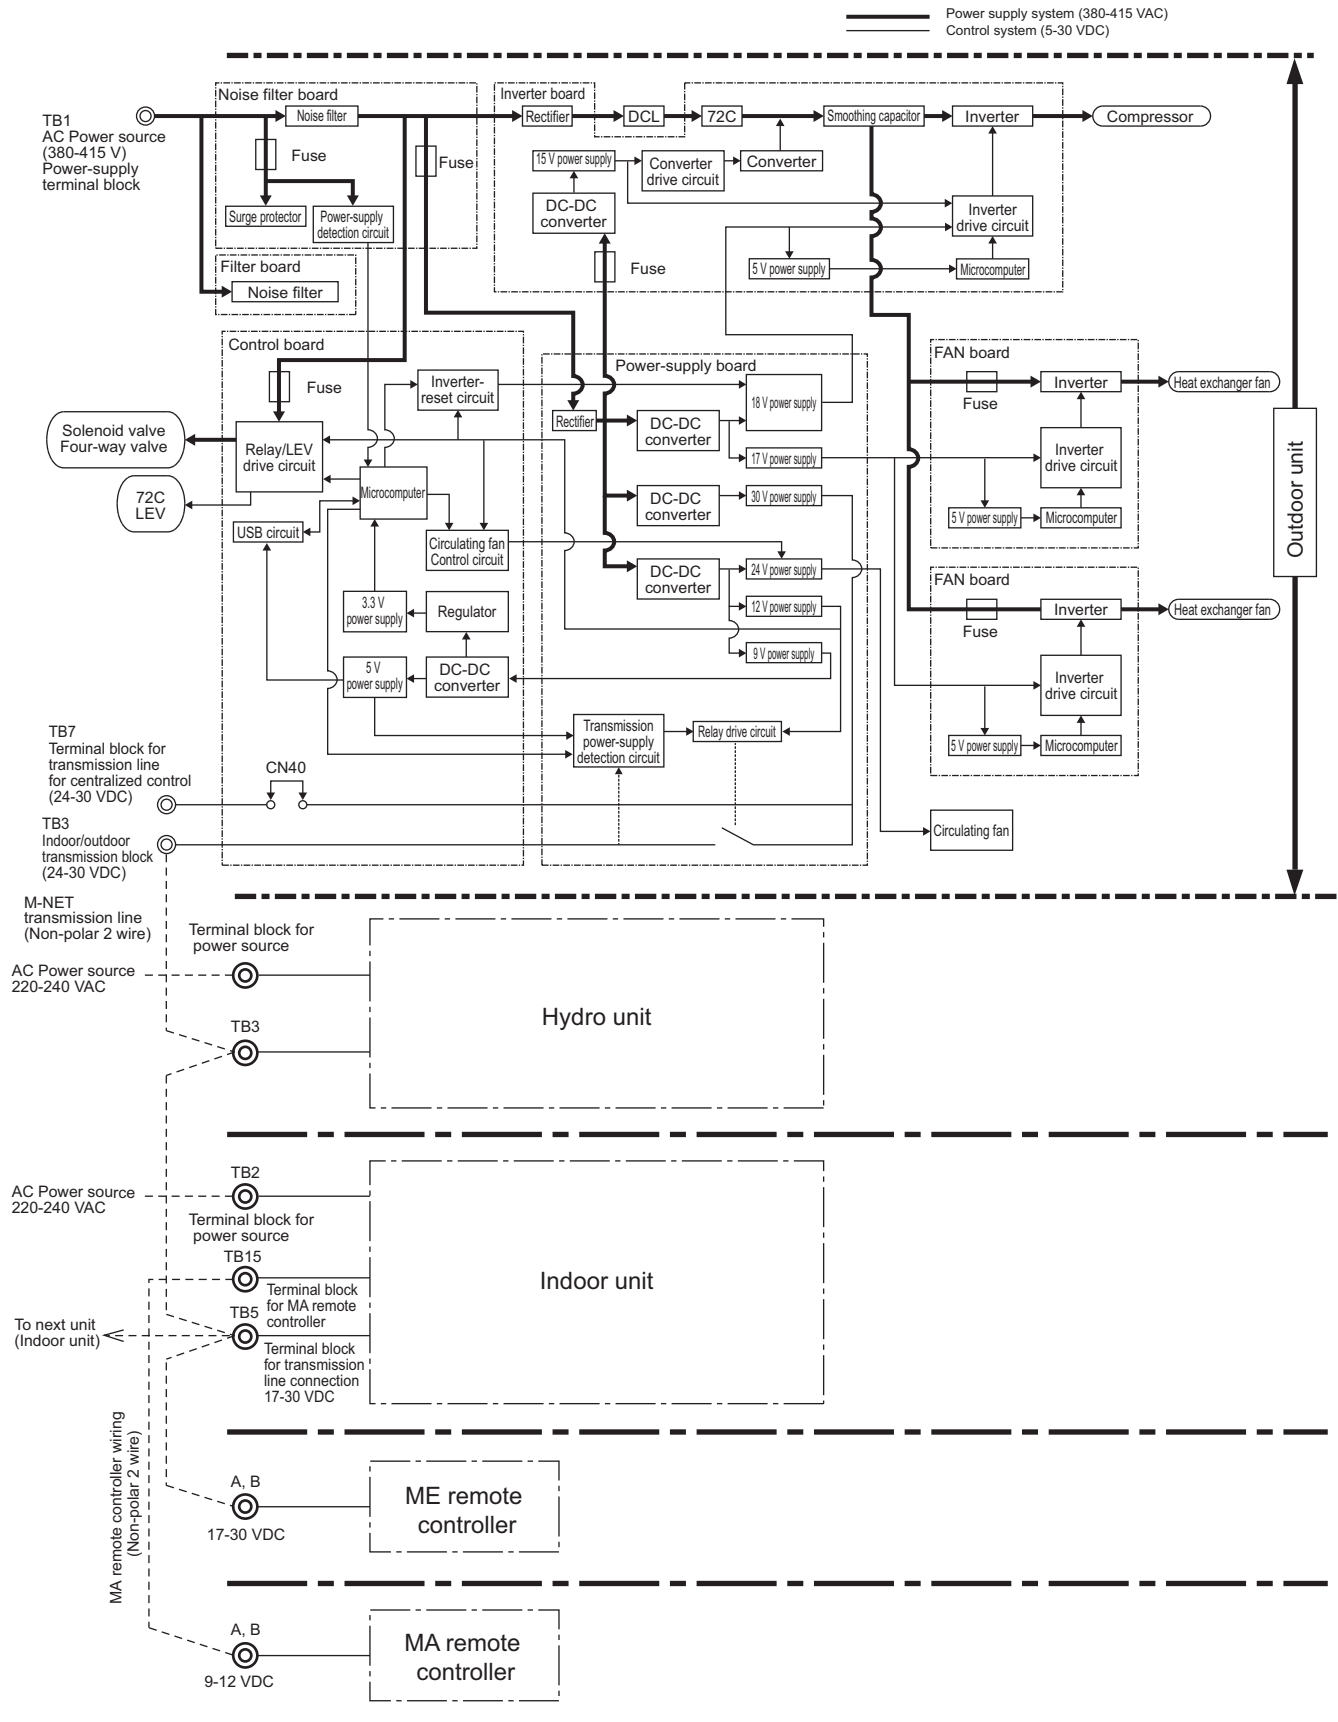 Power supply system (380-415 VAC)
Control system (5-30 VDC)
TB1
AC Power source
(380-415 V)
Power-supply
terminal block
Noise filter board
Noise filter
Fuse
Fuse
Surge protector
Power-supply
detection circuit
Filter board
Noise filter
Inverter board
Rectifier
DCL
72C
Smoothing capacitor
Inverter
Compressor
15 V power supply
Converter
drive circuit
Converter
DC-DC
converter
Inverter
drive circuit
Fuse
5 V power supply
Microcomputer
Control board
Fuse
Inverter-
reset circuit
Solenoid valve
Four-way valve
Relay/LEV
drive circuit
72C
LEV
Microcomputer
USB circuit
Circulating fan
Control circuit
3.3 V
power supply
Regulator
5 V
power supply
DC-DC
converter
Power-supply board
18 V power supply
Rectifier
DC-DC
converter
17 V power supply
DC-DC
converter
30 V power supply
DC-DC
converter
24 V power supply
12 V power supply
9 V power supply
Transmission
power-supply
detection circuit
Relay drive circuit
FAN board
Fuse
Inverter
Heat exchanger fan
Inverter
drive circuit
5 V power supply
Microcomputer
FAN board
Fuse
Inverter
Heat exchanger fan
Inverter
drive circuit
5 V power supply
Microcomputer
Circulating fan
Outdoor unit
TB7
Terminal block for
transmission line
for centralized control
(24-30 VDC)
CN40
TB3
Indoor/outdoor
transmission block
(24-30 VDC)
M-NET
transmission line
(Non-polar 2 wire)
Terminal block for
power source
AC Power source
220-240 VAC
TB3
Hydro unit
TB2
AC Power source
220-240 VAC
Terminal block for
power source
TB15
Terminal block
for MA remote
controller
Indoor unit
TB5
To next unit
(Indoor unit)
Terminal block
for transmission
line connection
17-30 VDC
MA remote controller wiring
(Non-polar 2 wire)
A, B
17-30 VDC
ME remote
controller
A, B
9-12 VDC
MA remote
controller